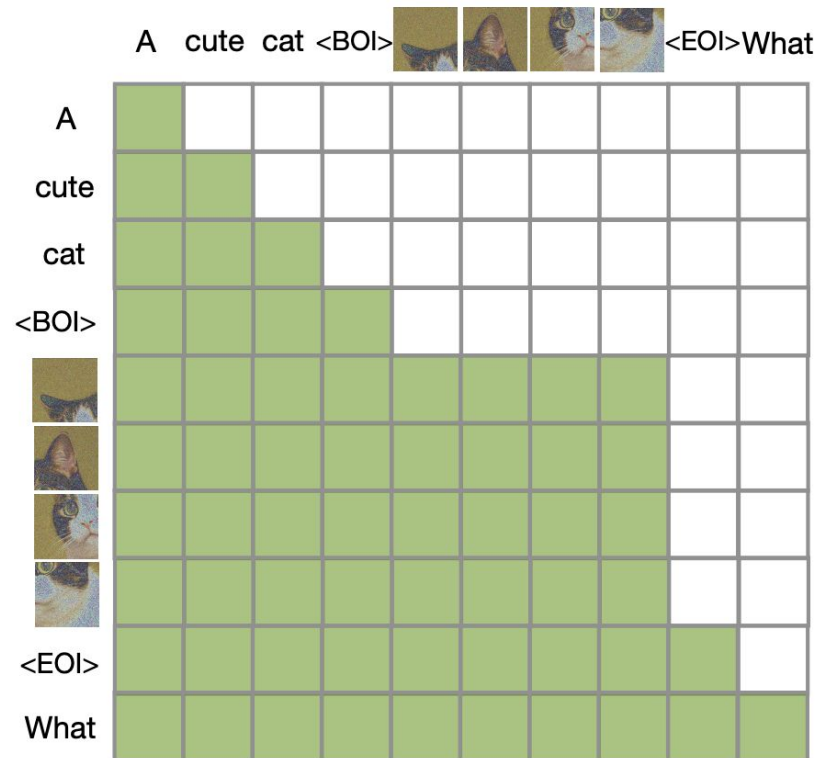 A cute cat <BOI> <EOI> What
A
cute
cat
<BOI>
<EOI>
What